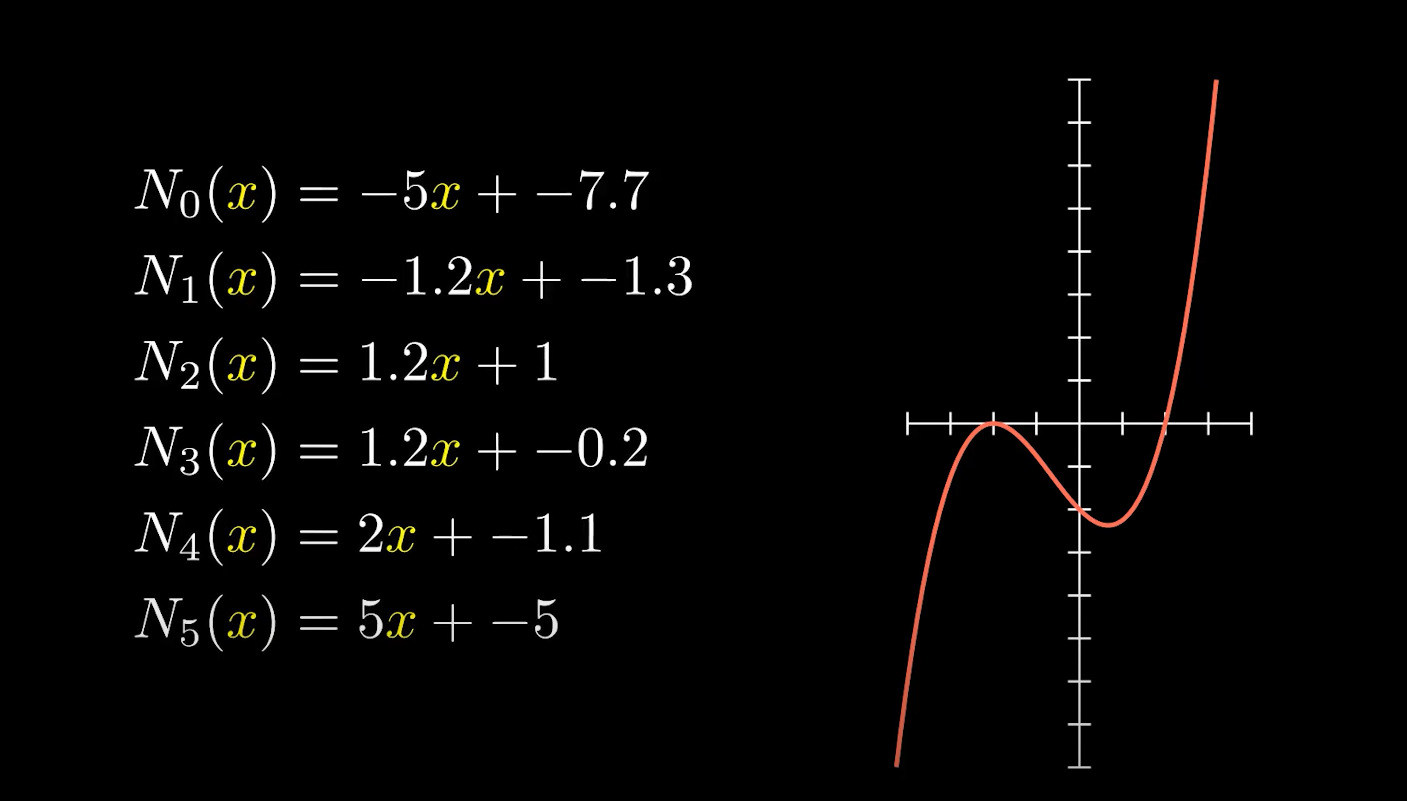 N₀(x) = −5x + −7.7
N₁(x) = −1.2x + −1.3
N₂(x) = 1.2x + 1
N₃(x) = 1.2x + −0.2
N₄(x) = 2x + −1.1
N₅(x) = 5x + −5